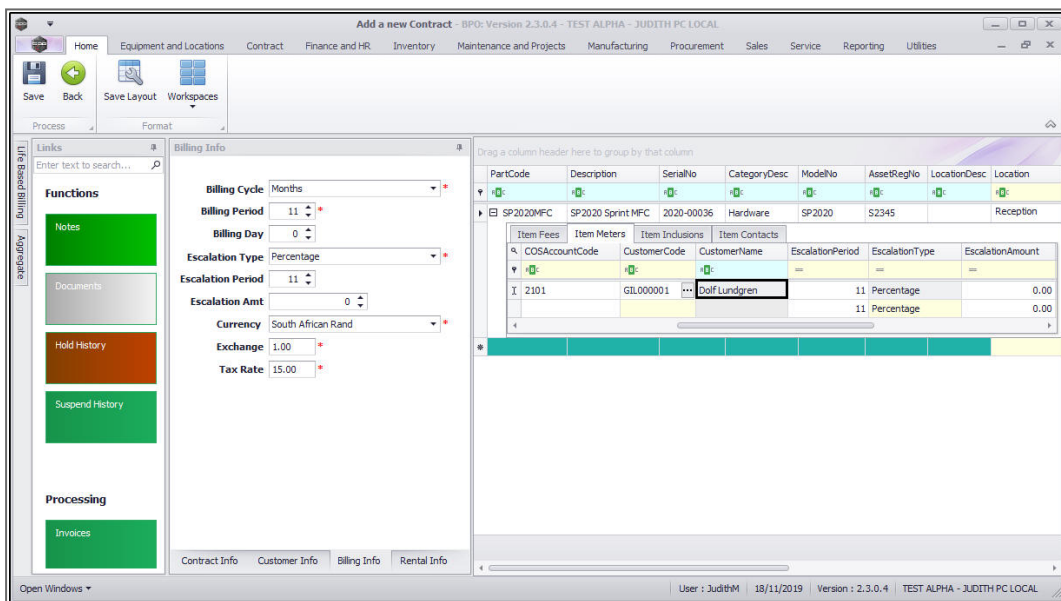 Add a new Contract - BPO: Version 2.3.0.4 - TEST ALPHA - JUDITH PC LOCAL
Home Equipment and Locations Contract Finance and HR Inventory Maintenance and Projects Manufacturing Procurement Sales Service Reporting Utilities
Save Back Save Layout Workspaces
Process Format
Life Based Billing
Aggregate
Links
Enter text to search...
Functions
Notes
Documents
Hold History
Suspend History
Processing
Invoices
Billing Info
Billing Cycle Months *
Billing Period 11 *
Billing Day 0
Escalation Type Percentage *
Escalation Period 11
Escalation Amt 0
Currency South African Rand *
Exchange 1.00 *
Tax Rate 15.00 *
Contract Info Customer Info Billing Info Rental Info
Drag a column header here to group by that column
PartCode Description SerialNo CategoryDesc ModelNo AssetRegNo LocationDesc Location
SP2020MFC SP2020 Sprint MFC 2020-00036 Hardware SP2020 S2345 Reception
Item Fees Item Meters Item Inclusions Item Contacts
COSAccountCode CustomerCode CustomerName EscalationPeriod EscalationType EscalationAmount
= = =
2101 GIL000001 ... Dolf Lundgren 11 Percentage 0.00
11 Percentage 0.00
Open Windows User : JudithM 18/11/2019 Version : 2.3.0.4 TEST ALPHA - JUDITH PC LOCAL